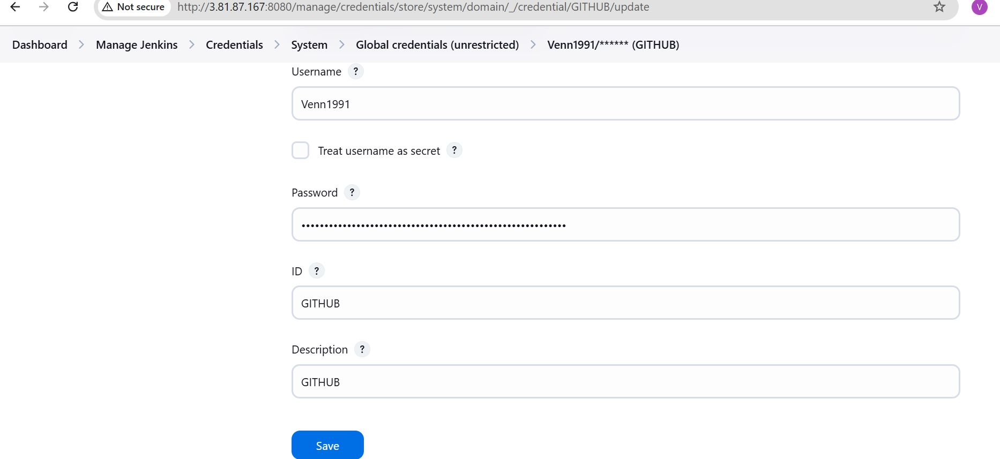 Not secure http://3.81.87.167:8080/manage/credentials/store/system/domain/_/credential/GITHUB/update V
Dashboard > Manage Jenkins > Credentials > System > Global credentials (unrestricted) > Venn1991/****** (GITHUB)
Username ?
Venn1991
Treat username as secret ?
Password ?
••••••••••••••••••••••••••••••••••••••••••••••••••••••••••
ID ?
GITHUB
Description ?
GITHUB
Save